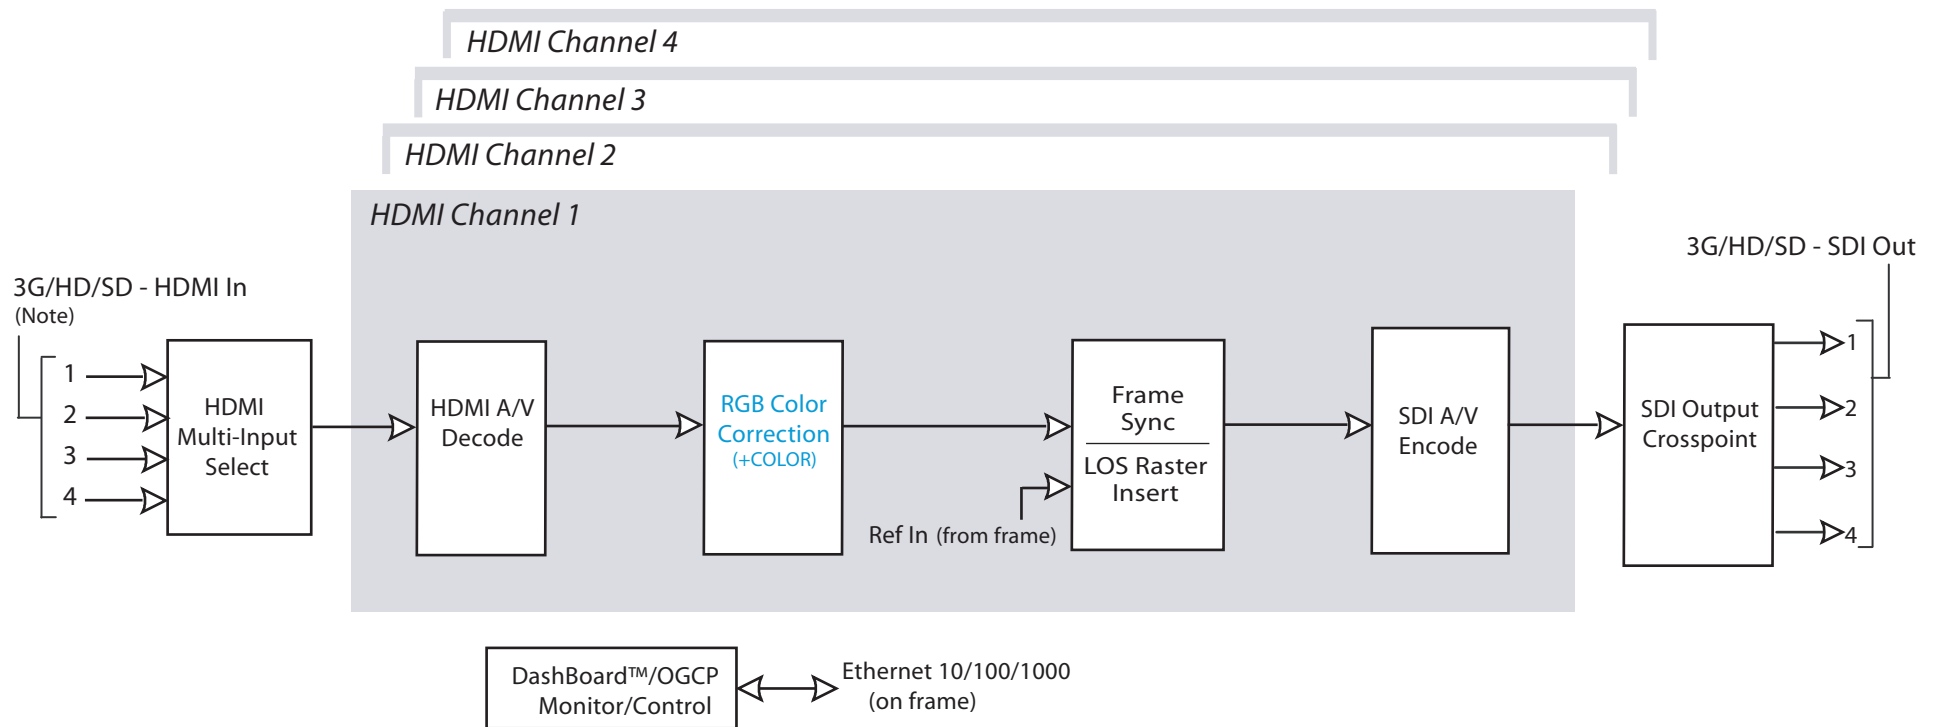 HDMI Channel 4
HDMI Channel 3
HDMI Channel 2
HDMI Channel 1
3G/HD/SD - HDMI In
(Note)
1
2
3
4
HDMI
Multi-Input
Select
HDMI A/V
Decode
RGB Color
Correction
(+COLOR)
Frame
Sync
LOS Raster
Insert
Ref In (from frame)
SDI A/V
Encode
SDI Output
Crosspoint
3G/HD/SD - SDI Out
1
2
3
4
DashBoard™/OGCP
Monitor/Control
Ethernet 10/100/1000
(on frame)